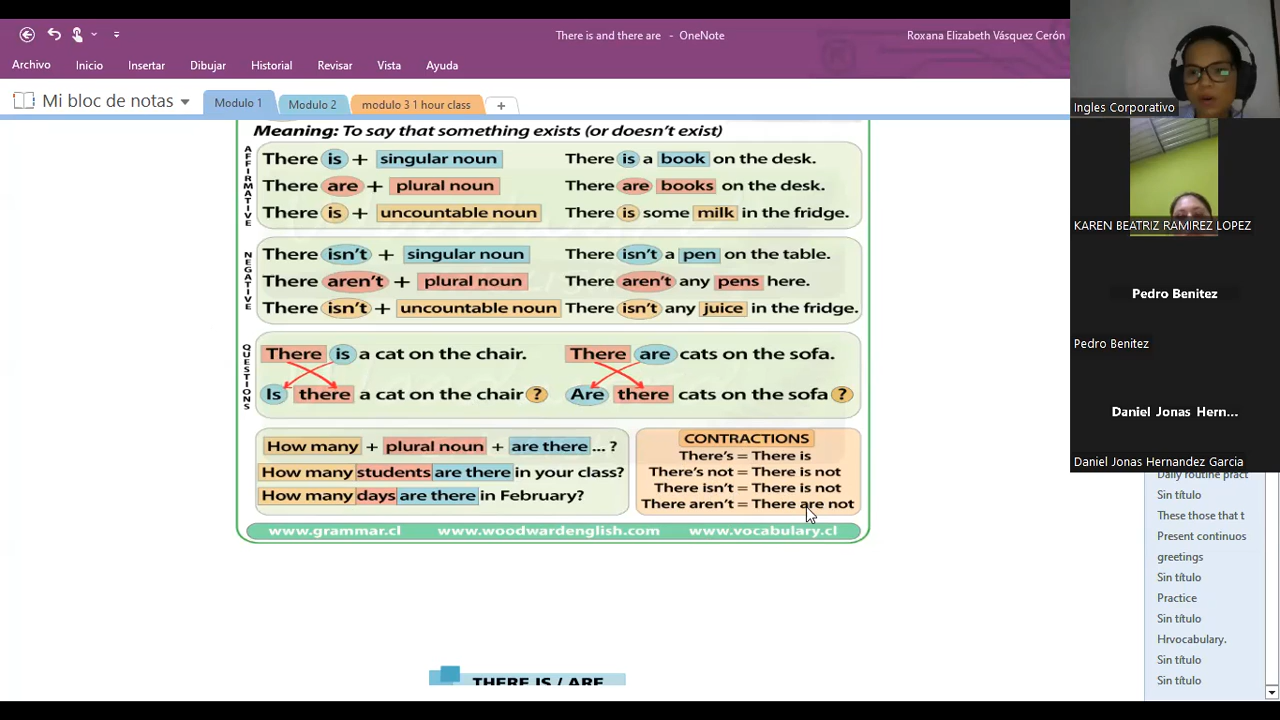 There is and there are - OneNote
Roxana Elizabeth Vásquez Cerón
Archivo Inicio Insertar Dibujar Historial Revisar Vista Ayuda
Mi bloc de notas Modulo 1 Modulo 2 modulo 3 1 hour class +
Meaning: To say that something exists (or doesn't exist)
AFFIRMATIVE
There is + singular noun There is a book on the desk.
There are + plural noun There are books on the desk.
There is + uncountable noun There is some milk in the fridge.
NEGATIVE
There isn't + singular noun There isn't a pen on the table.
There aren't + plural noun There aren't any pens here.
There isn't + uncountable noun There isn't any juice in the fridge.
QUESTIONS
There is a cat on the chair. There are cats on the sofa.
Is there a cat on the chair ? Are there cats on the sofa ?
How many + plural noun + are there ... ?
How many students are there in your class?
How many days are there in February?
CONTRACTIONS
There's = There is
There's not = There is not
There isn't = There is not
There aren't = There are not
www.grammar.cl www.woodwardenglish.com www.vocabulary.cl
THERE IS / ARE
Ingles Corporativo
KAREN BEATRIZ RAMIREZ LOPEZ
Pedro Benitez
Pedro Benitez
Daniel Jonas Hern...
Daniel Jonas Hernandez Garcia
Daily routine pract
Sin título
These those that t
Present continuos
greetings
Sin título
Practice
Sin título
Hrvocabulary.
Sin título
Sin título